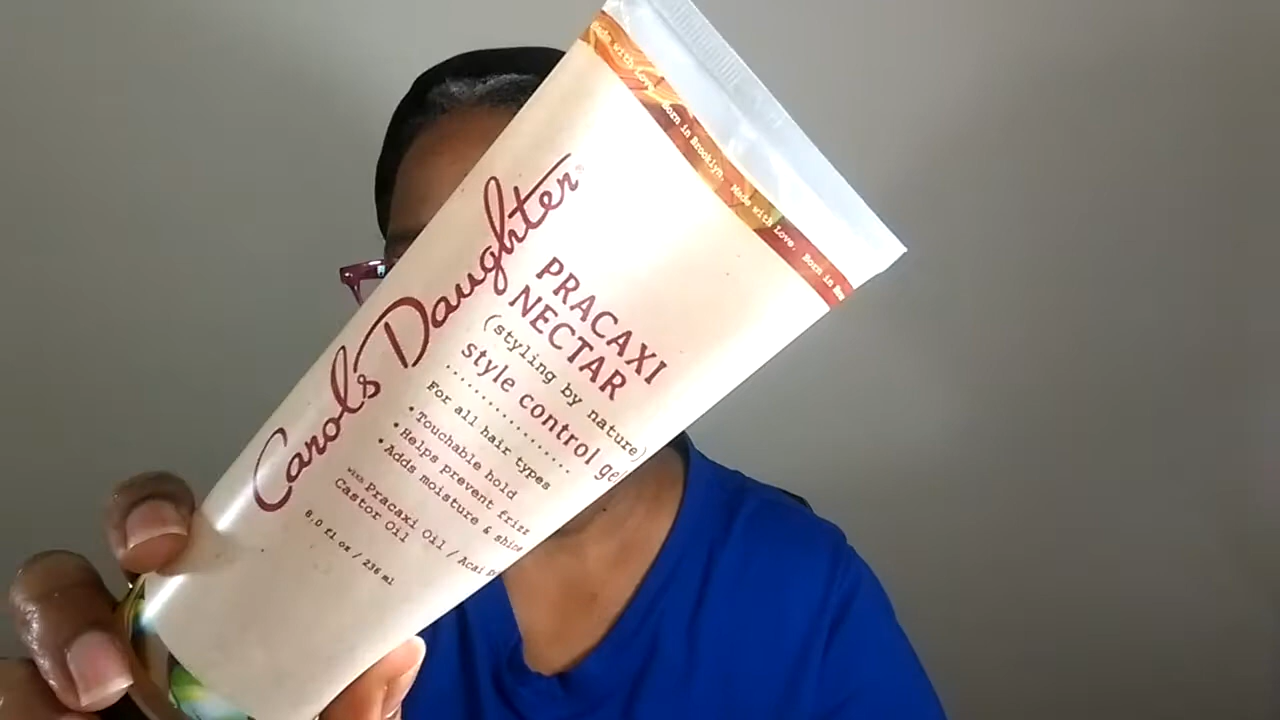 Made with Love. Born in Brooklyn. Made with Love. Born in
Carol's Daughter
PRACAXI
NECTAR
(styling by nature)
style control gel
For all hair types
• Touchable hold
• Helps prevent frizz
• Adds moisture & shine
with Pracaxi Oil / Acai
Castor Oil
8.0 fl oz / 236 ml